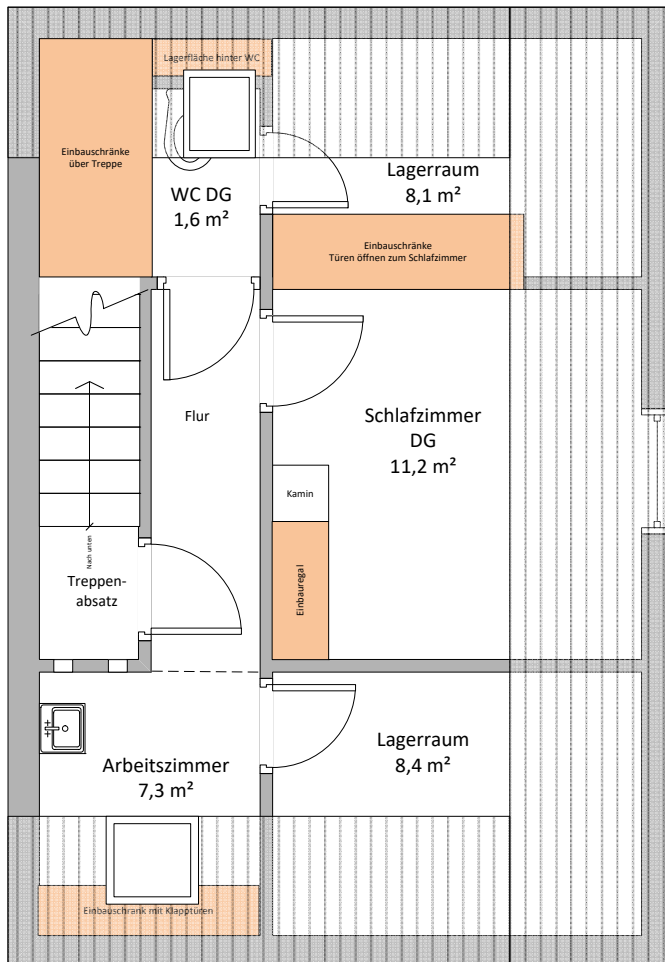 Lagerfläche hinter WC
Einbauschränke
über Treppe
WC DG
1,6 m²
Lagerraum
8,1 m²
Einbauschränke
Türen öffnen zum Schlafzimmer
Flur
Schlafzimmer
DG
11,2 m²
Kamin
Einbauregal
Nach unten
Treppen-
absatz
Arbeitszimmer
7,3 m²
Lagerraum
8,4 m²
Einbauschrank mit Klapptüren